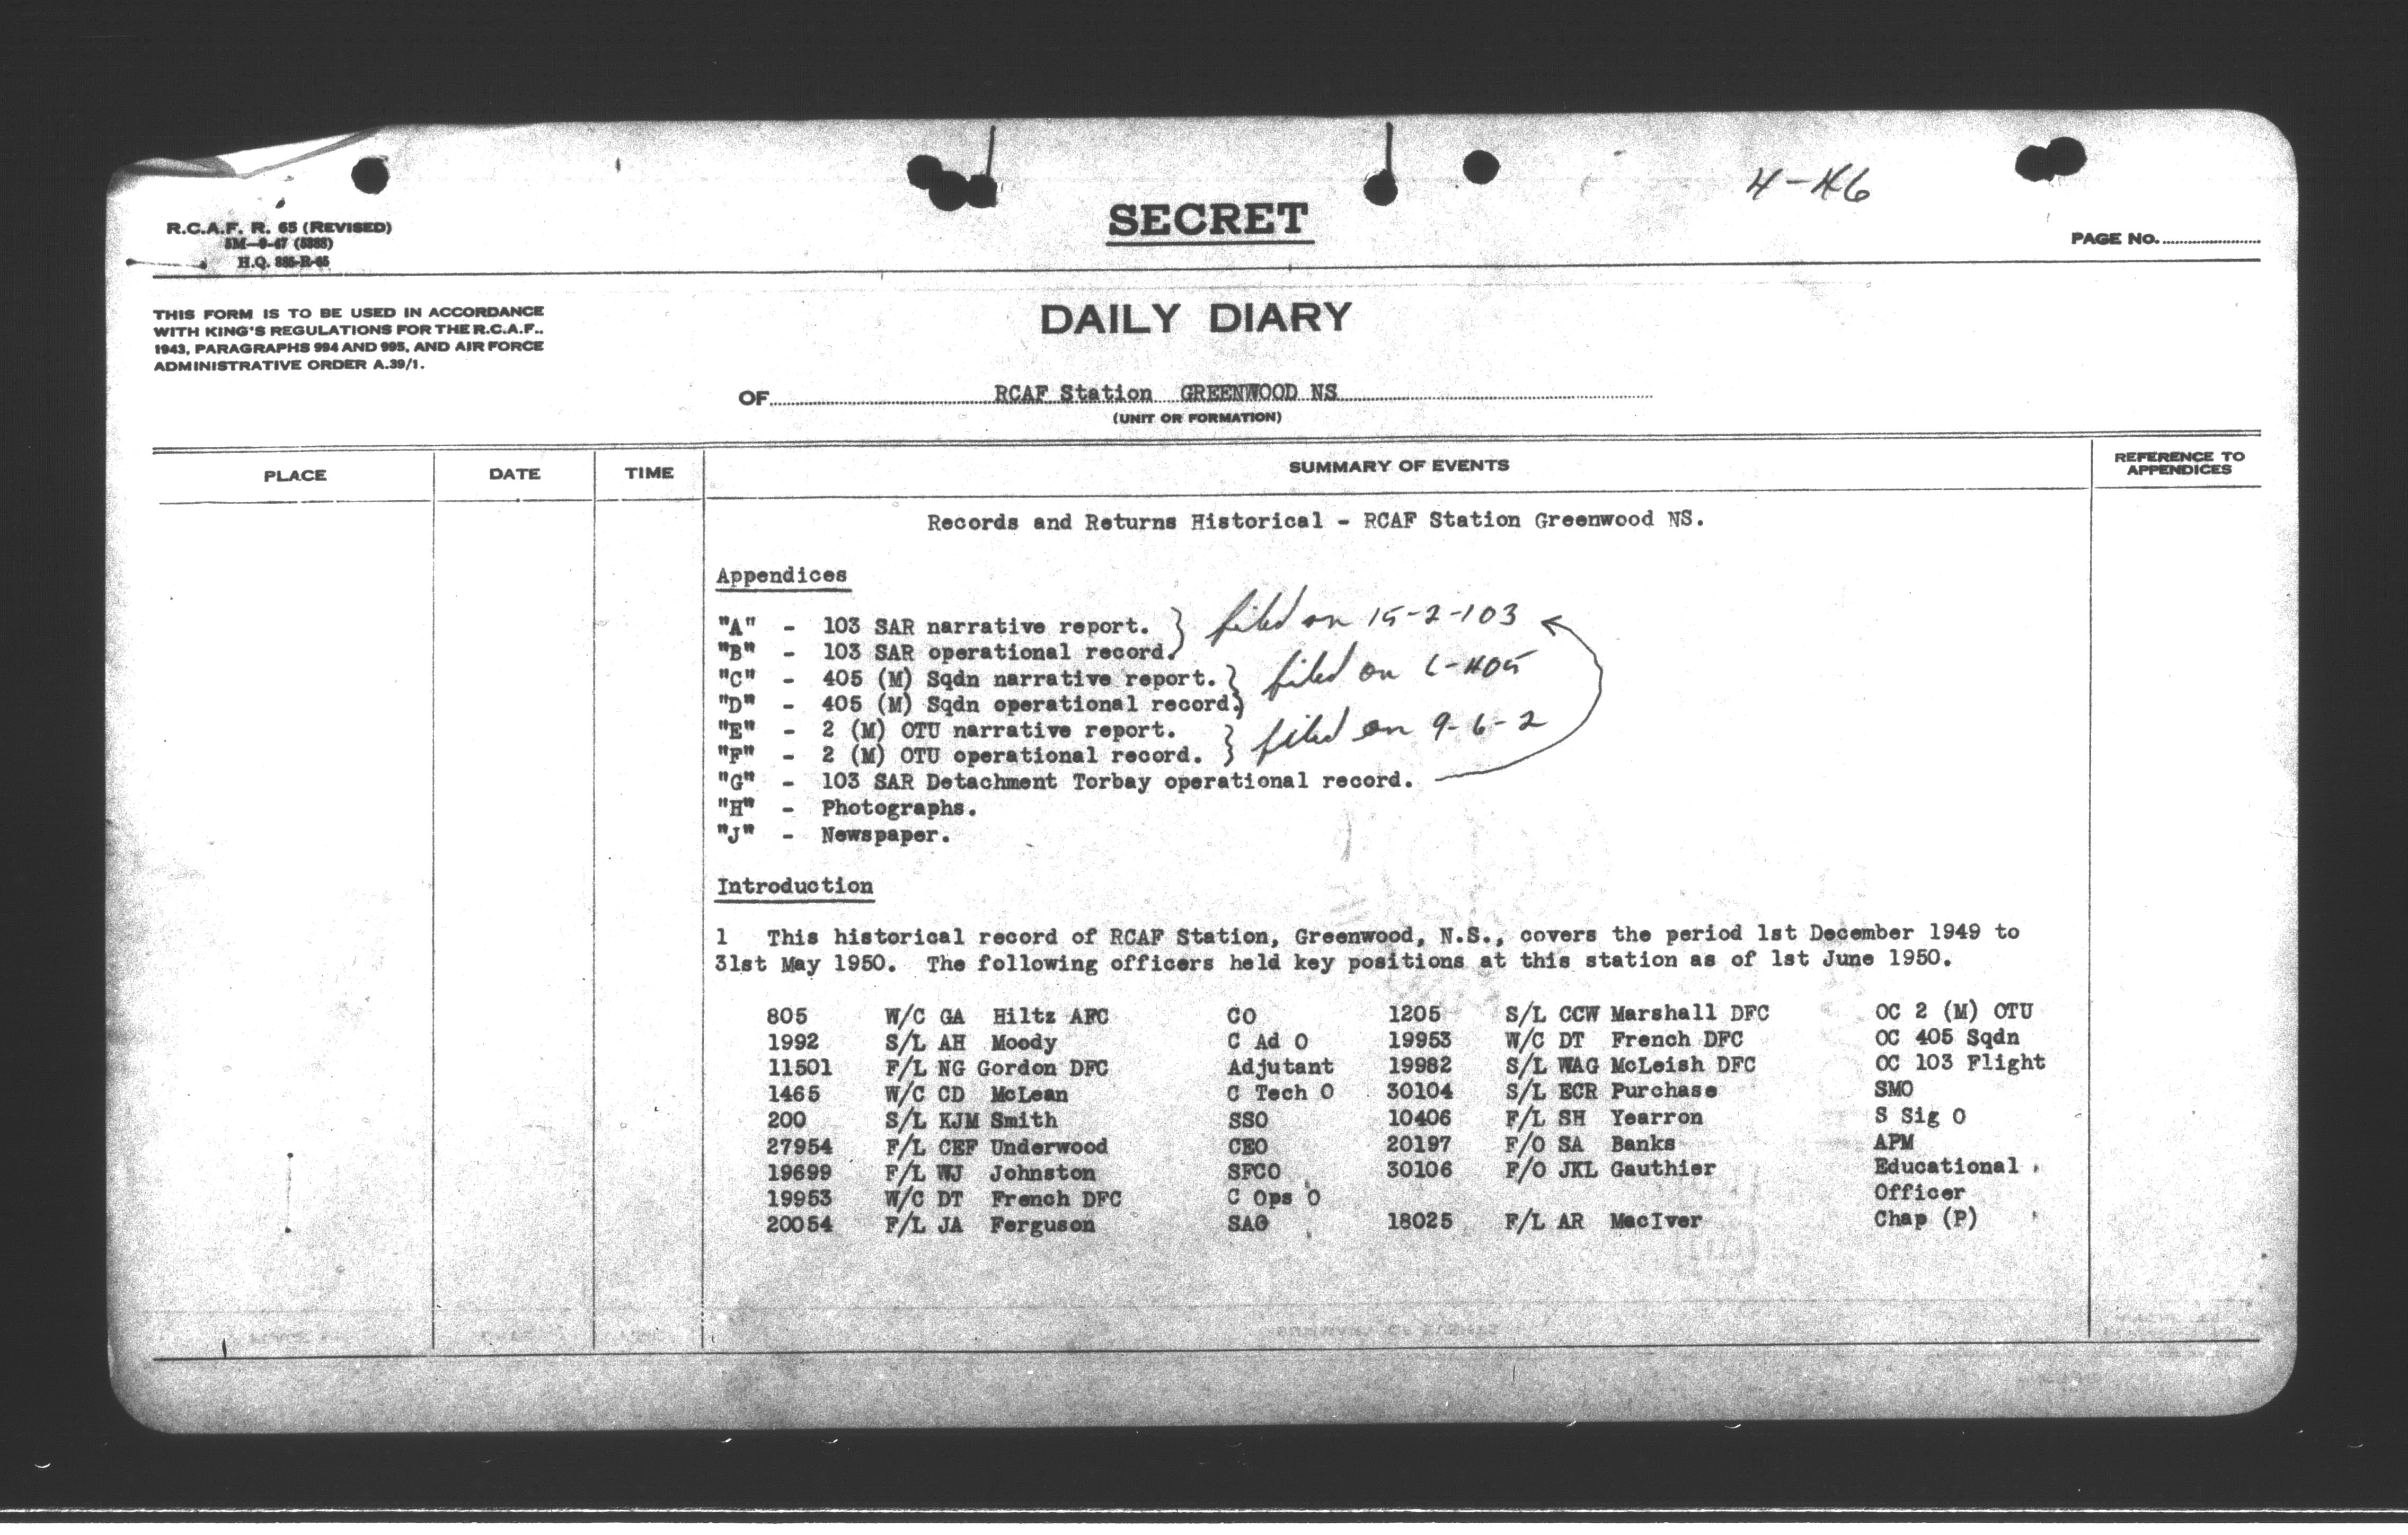 4-46
R.C.A.F. R. 65 (REVISED)
SECRET
PAGE No.
5M—9-47 (5388)
H.Q. 885-R-65
THIS FORM IS TO BE USED IN ACCORDANCE
WITH KING'S REGULATIONS FOR THE R.C.A.F.,
1943, PARAGRAPHS 994 AND 995, AND AIR FORCE
ADMINISTRATIVE ORDER A.39/1.
DAILY DIARY
OF RCAF Station GREENWOOD NS
(UNIT OR FORMATION)
PLACE DATE TIME SUMMARY OF EVENTS REFERENCE TO APPENDICES
Records and Returns Historical - RCAF Station Greenwood NS.
Appendices
"A" - 103 SAR narrative report. } filed on 15-2-103
"B" - 103 SAR operational record.
"C" - 405 (M) Sqdn narrative report. } filed on 6-405
"D" - 405 (M) Sqdn operational record.
"E" - 2 (M) OTU narrative report. } filed on 9-6-2
"F" - 2 (M) OTU operational record.
"G" - 103 SAR Detachment Torbay operational record.
"H" - Photographs.
"J" - Newspaper.
Introduction
1 This historical record of RCAF Station, Greenwood, N.S., covers the period 1st December 1949 to
31st May 1950. The following officers held key positions at this station as of 1st June 1950.
805 W/C GA Hiltz AFC CO 1205 S/L CCW Marshall DFC OC 2 (M) OTU
1992 S/L AH Moody C Ad O 19953 W/C DT French DFC OC 405 Sqdn
11501 F/L NG Gordon DFC Adjutant 19982 S/L WAG McLeish DFC OC 103 Flight
1465 W/C CD McLean C Tech O 30104 S/L ECR Purchase SMO
200 S/L KJM Smith SSO 10406 F/L SH Yearron S Sig O
27954 F/L CEF Underwood CEO 20197 F/O SA Banks APM
19699 F/L WJ Johnston SFCO 30106 F/O JKL Gauthier Educational
19953 W/C DT French DFC C Ops O Officer
20054 F/L JA Ferguson SAO 18025 F/L AR MacIver Chap (P)